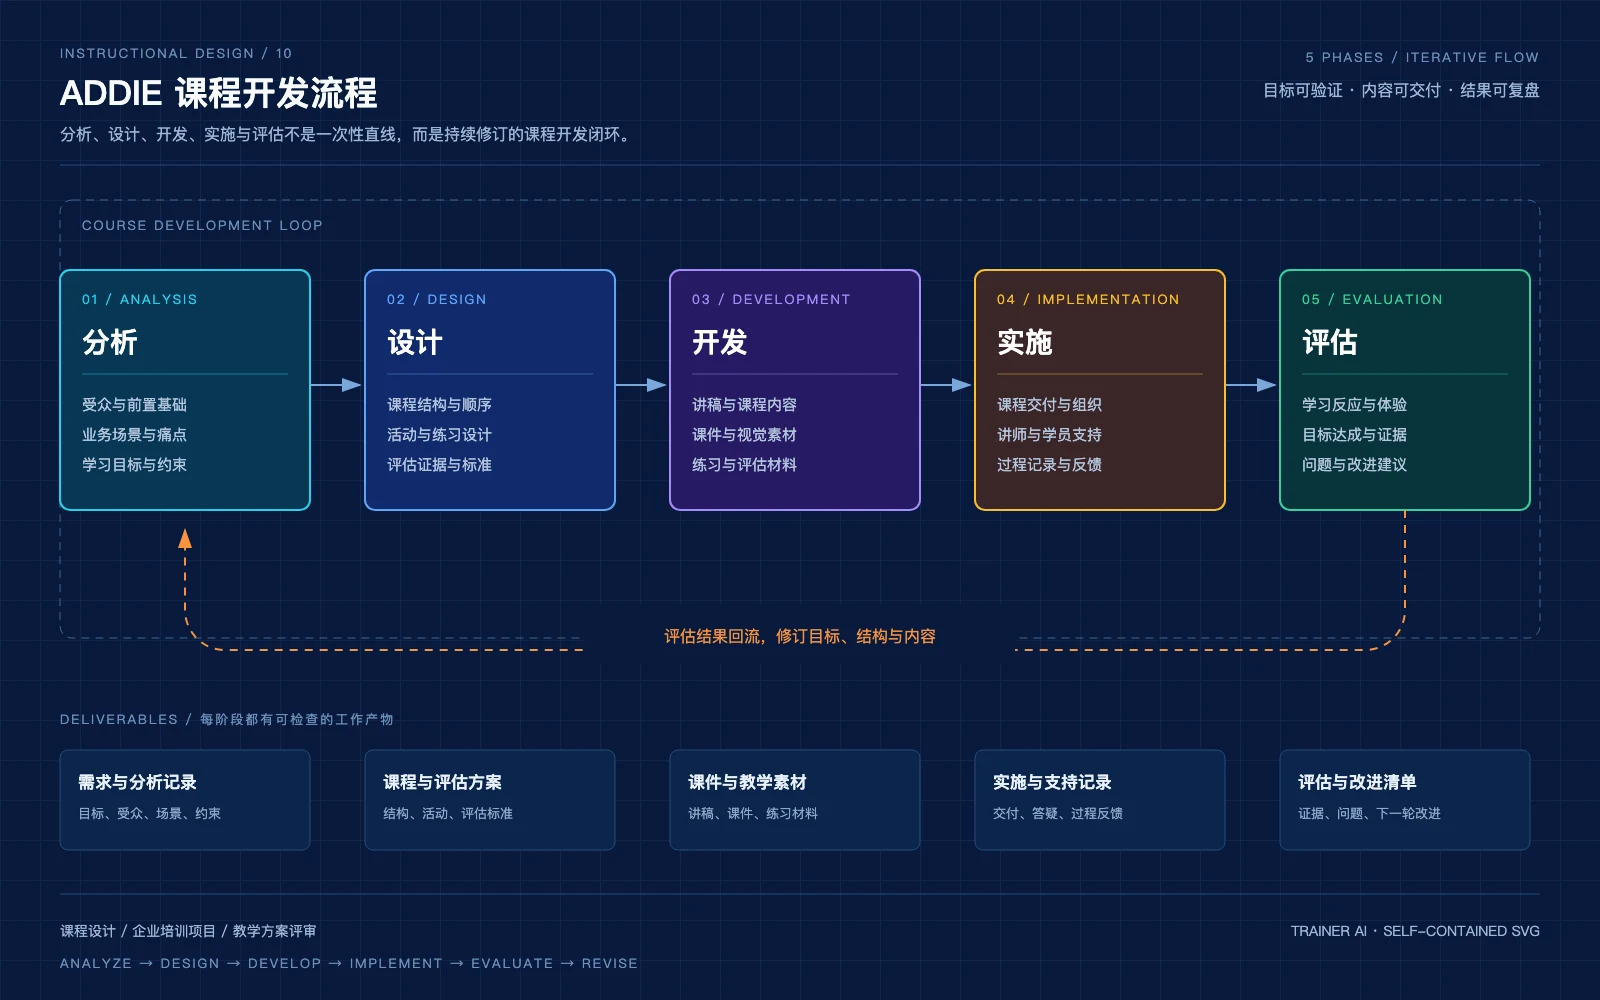 INSTRUCTIONAL DESIGN / 10
ADDIE 课程开发流程
分析、设计、开发、实施与评估不是一次性直线，而是持续修订的课程开发闭环。
5 PHASES / ITERATIVE FLOW
目标可验证 · 内容可交付 · 结果可复盘
COURSE DEVELOPMENT LOOP
01 / ANALYSIS
分析
受众与前置基础
业务场景与痛点
学习目标与约束
02 / DESIGN
设计
课程结构与顺序
活动与练习设计
评估证据与标准
03 / DEVELOPMENT
开发
讲稿与课程内容
课件与视觉素材
练习与评估材料
04 / IMPLEMENTATION
实施
课程交付与组织
讲师与学员支持
过程记录与反馈
05 / EVALUATION
评估
学习反应与体验
目标达成与证据
问题与改进建议
评估结果回流，修订目标、结构与内容
DELIVERABLES / 每阶段都有可检查的工作产物
需求与分析记录
目标、受众、场景、约束
课程与评估方案
结构、活动、评估标准
课件与教学素材
讲稿、课件、练习材料
实施与支持记录
交付、答疑、过程反馈
评估与改进清单
证据、问题、下一轮改进
课程设计 / 企业培训项目 / 教学方案评审
TRAINER AI · SELF-CONTAINED SVG
ANALYZE → DESIGN → DEVELOP → IMPLEMENT → EVALUATE → REVISE